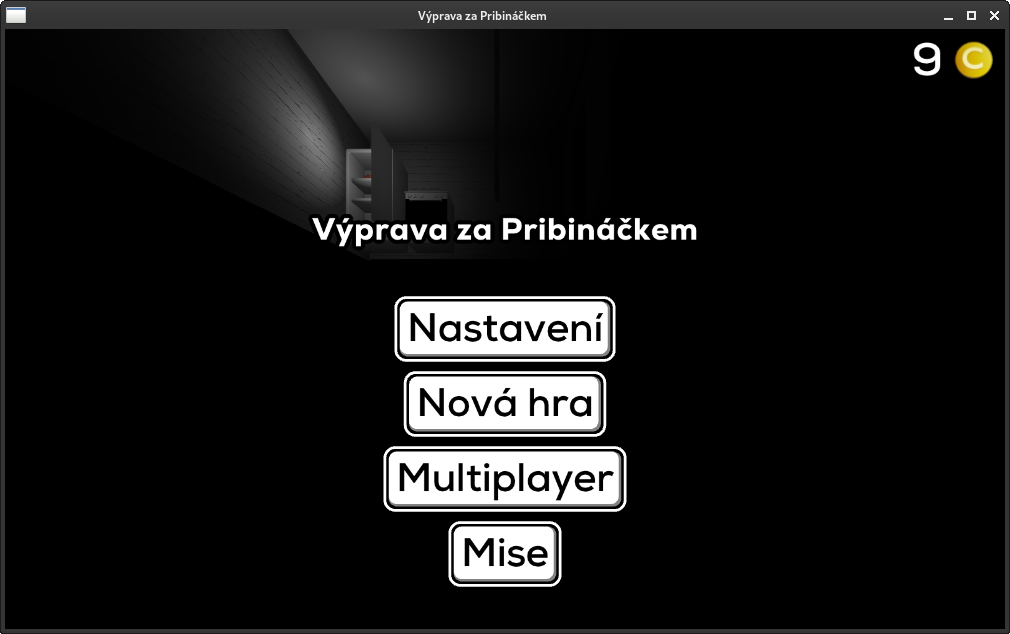 Výprava za Pribináčkem
9 C
Výprava za Pribináčkem
Nastavení
Nová hra
Multiplayer
Mise